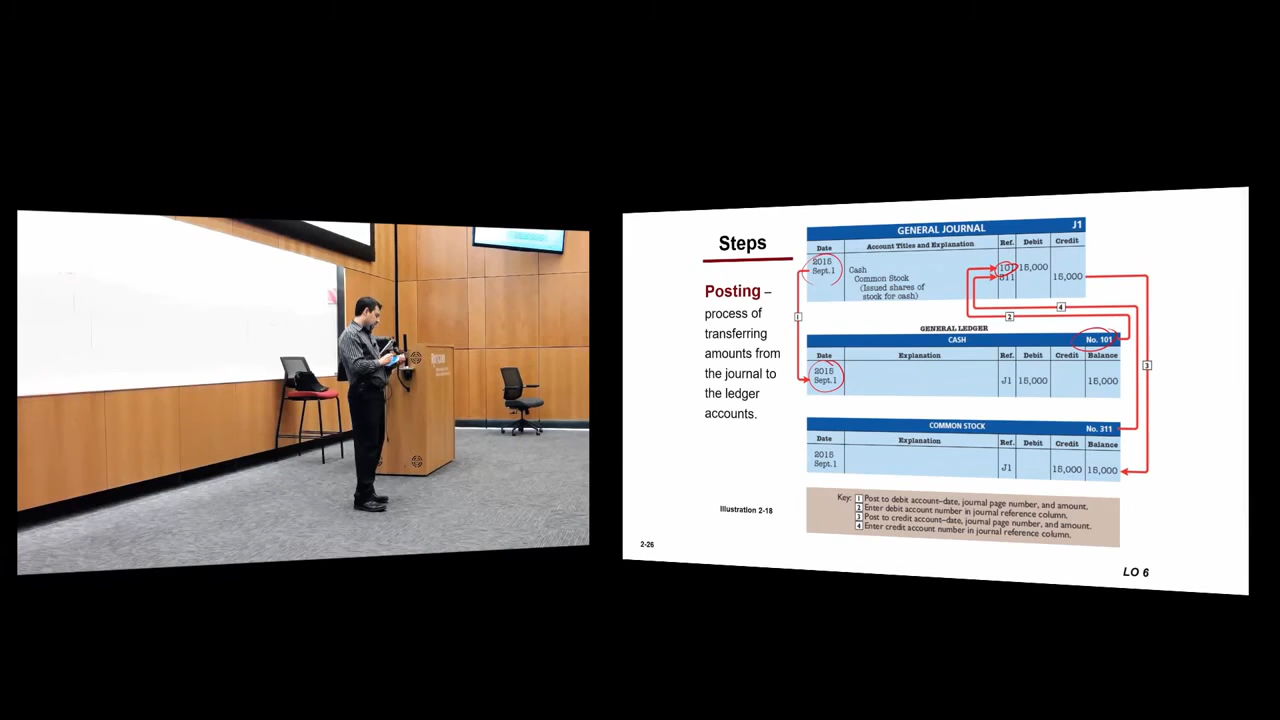 Steps
Posting –
process of
transferring
amounts from
the journal to
the ledger
accounts.
Illustration 2-18
2-26
GENERAL JOURNAL J1
Date Account Titles and Explanation Ref. Debit Credit
2015
Sept.1 Cash 101 15,000
Common Stock 311 15,000
(Issued shares of
stock for cash)
4
2
1
3
GENERAL LEDGER
CASH No. 101
Date Explanation Ref. Debit Credit Balance
2015
Sept.1 J1 15,000 15,000
COMMON STOCK No. 311
Date Explanation Ref. Debit Credit Balance
2015
Sept.1 J1 15,000 15,000
Key: 1 Post to debit account–date, journal page number, and amount.
2 Enter debit account number in journal reference column.
3 Post to credit account–date, journal page number, and amount.
4 Enter credit account number in journal reference column.
LO 6